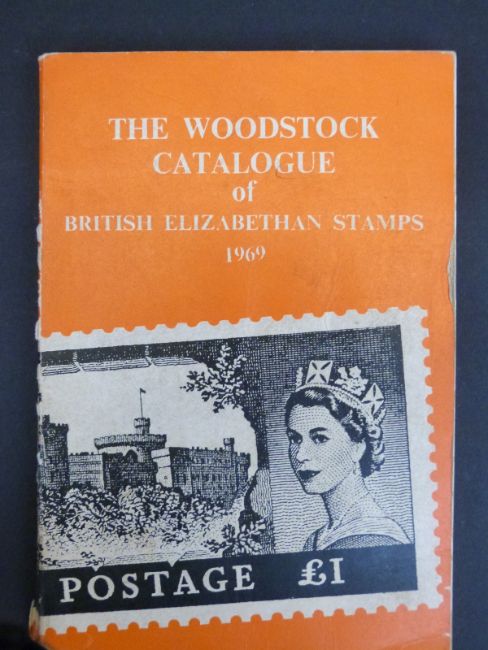 THE WOODSTOCK
CATALOGUE
of
BRITISH ELIZABETHAN STAMPS
1969
POSTAGE £1